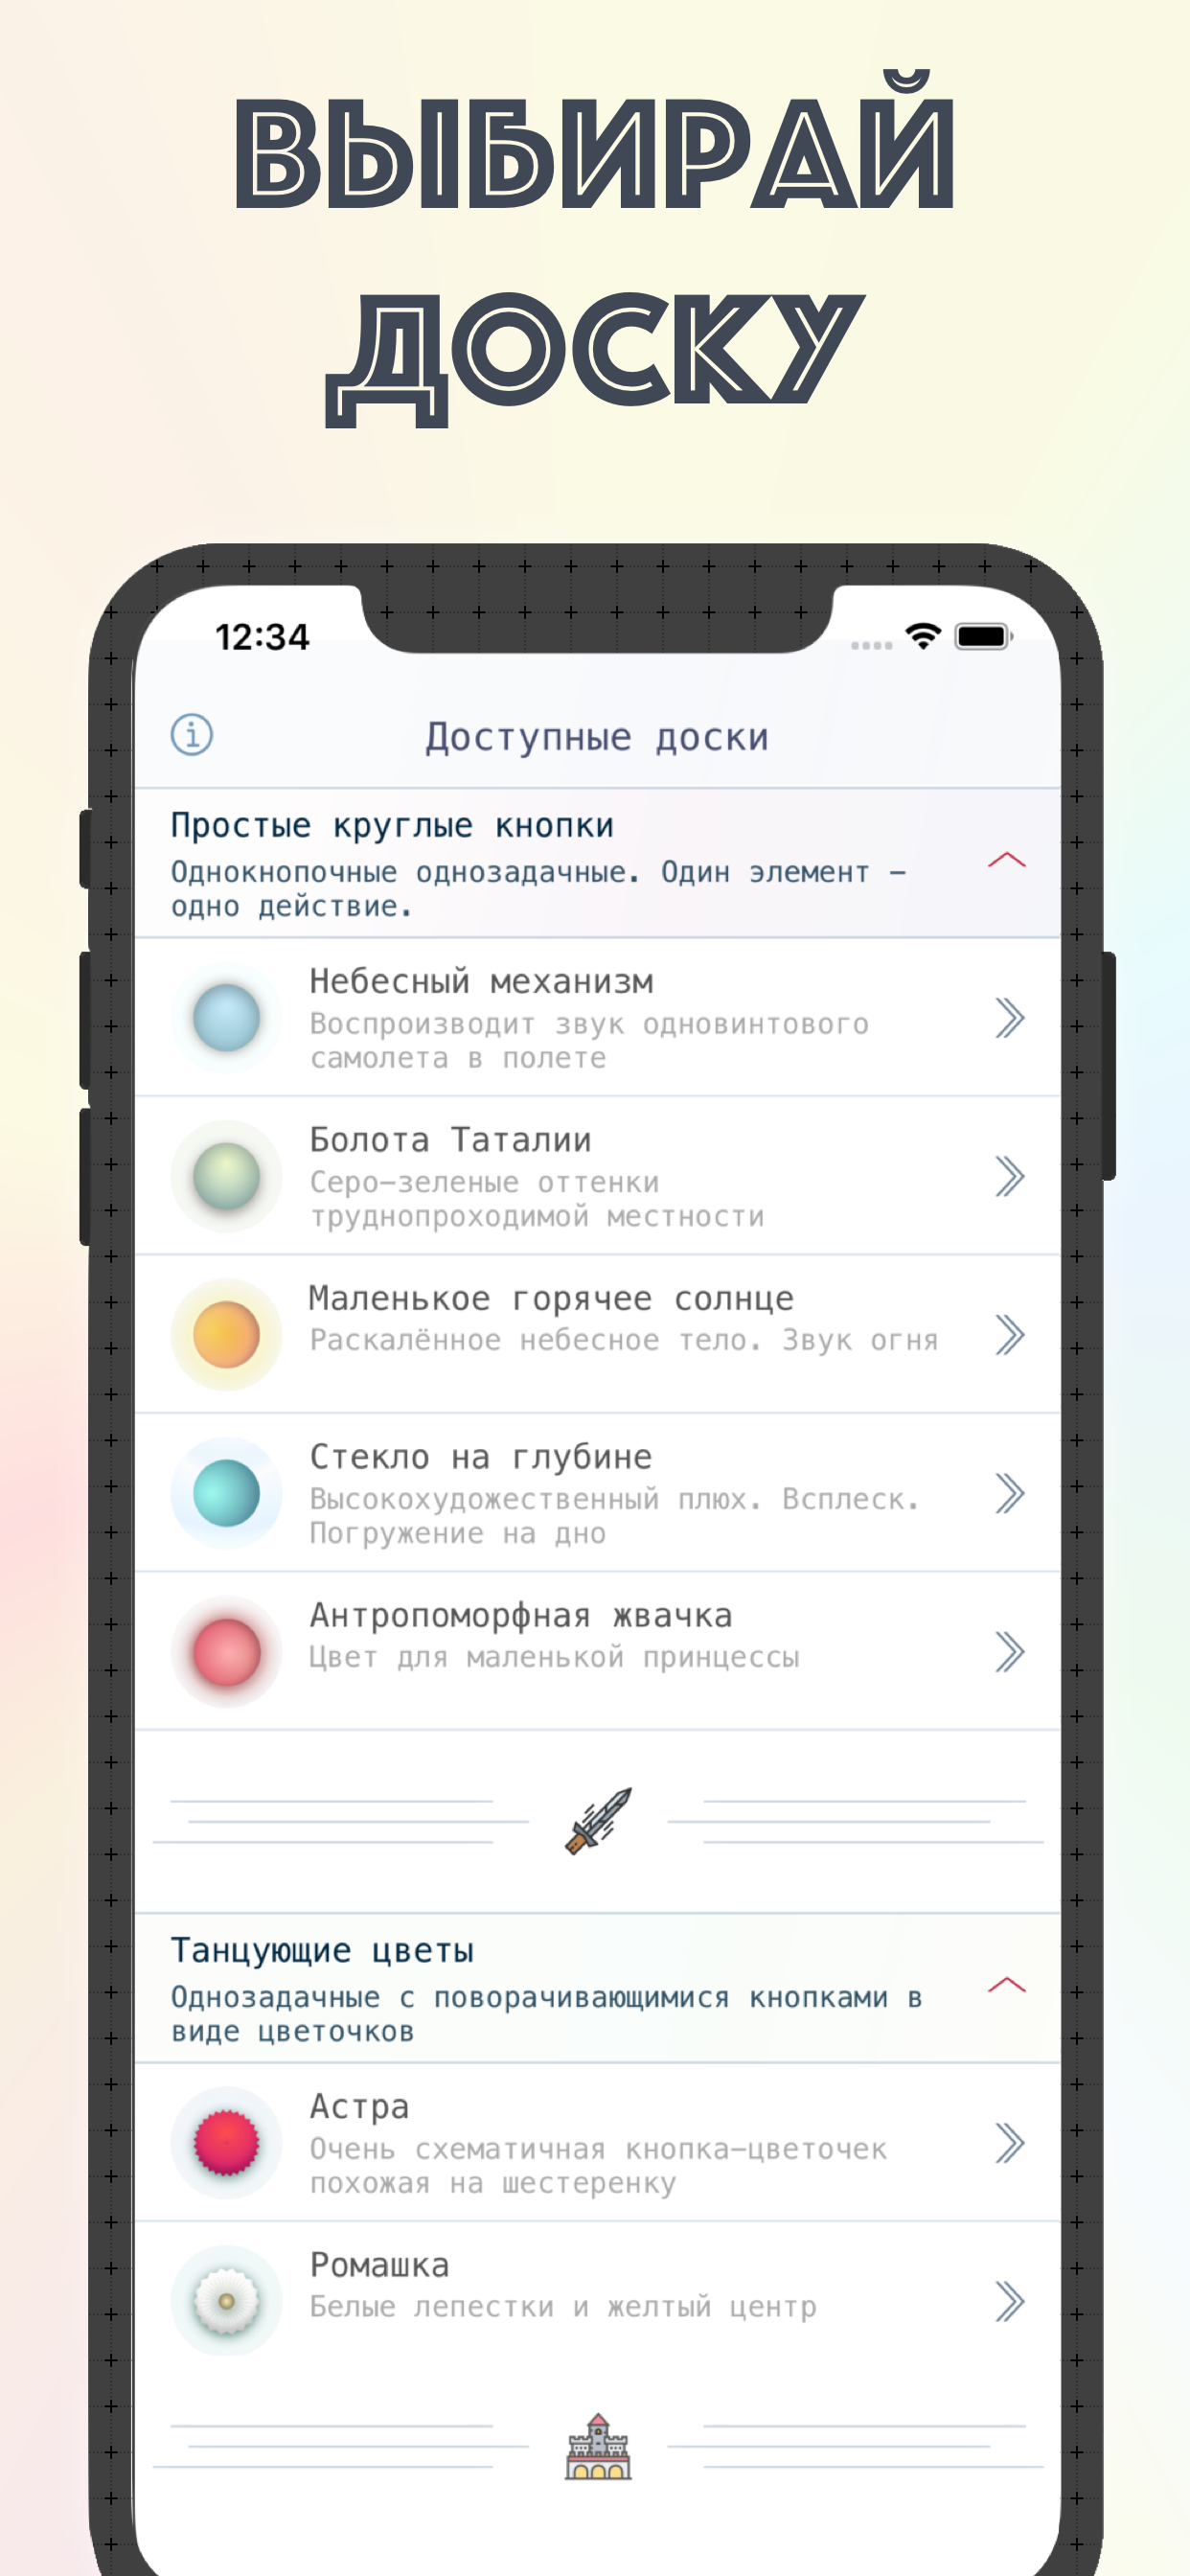 ВЫБИРАЙ
ДОСКУ
12:34
Доступные доски
Простые круглые кнопки
Однокнопочные однозадачные. Один элемент –
одно действие.
Небесный механизм
Воспроизводит звук одновинтового
самолета в полете
Болота Таталии
Серо–зеленые оттенки
труднопроходимой местности
Маленькое горячее солнце
Раскалённое небесное тело. Звук огня
Стекло на глубине
Высокохудожественный плюх. Всплеск.
Погружение на дно
Антропоморфная жвачка
Цвет для маленькой принцессы
Танцующие цветы
Однозадачные с поворачивающимися кнопками в
виде цветочков
Астра
Очень схематичная кнопка–цветочек
похожая на шестеренку
Ромашка
Белые лепестки и желтый центр